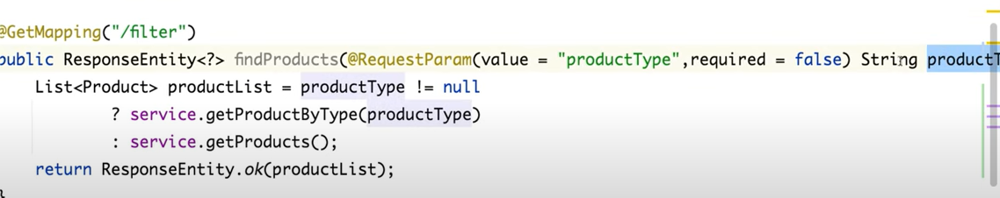 @GetMapping("/filter")
public ResponseEntity<?> findProducts(@RequestParam(value = "productType",required = false) String productT
List<Product> productList = productType != null
? service.getProductByType(productType)
: service.getProducts();
return ResponseEntity.ok(productList);
}